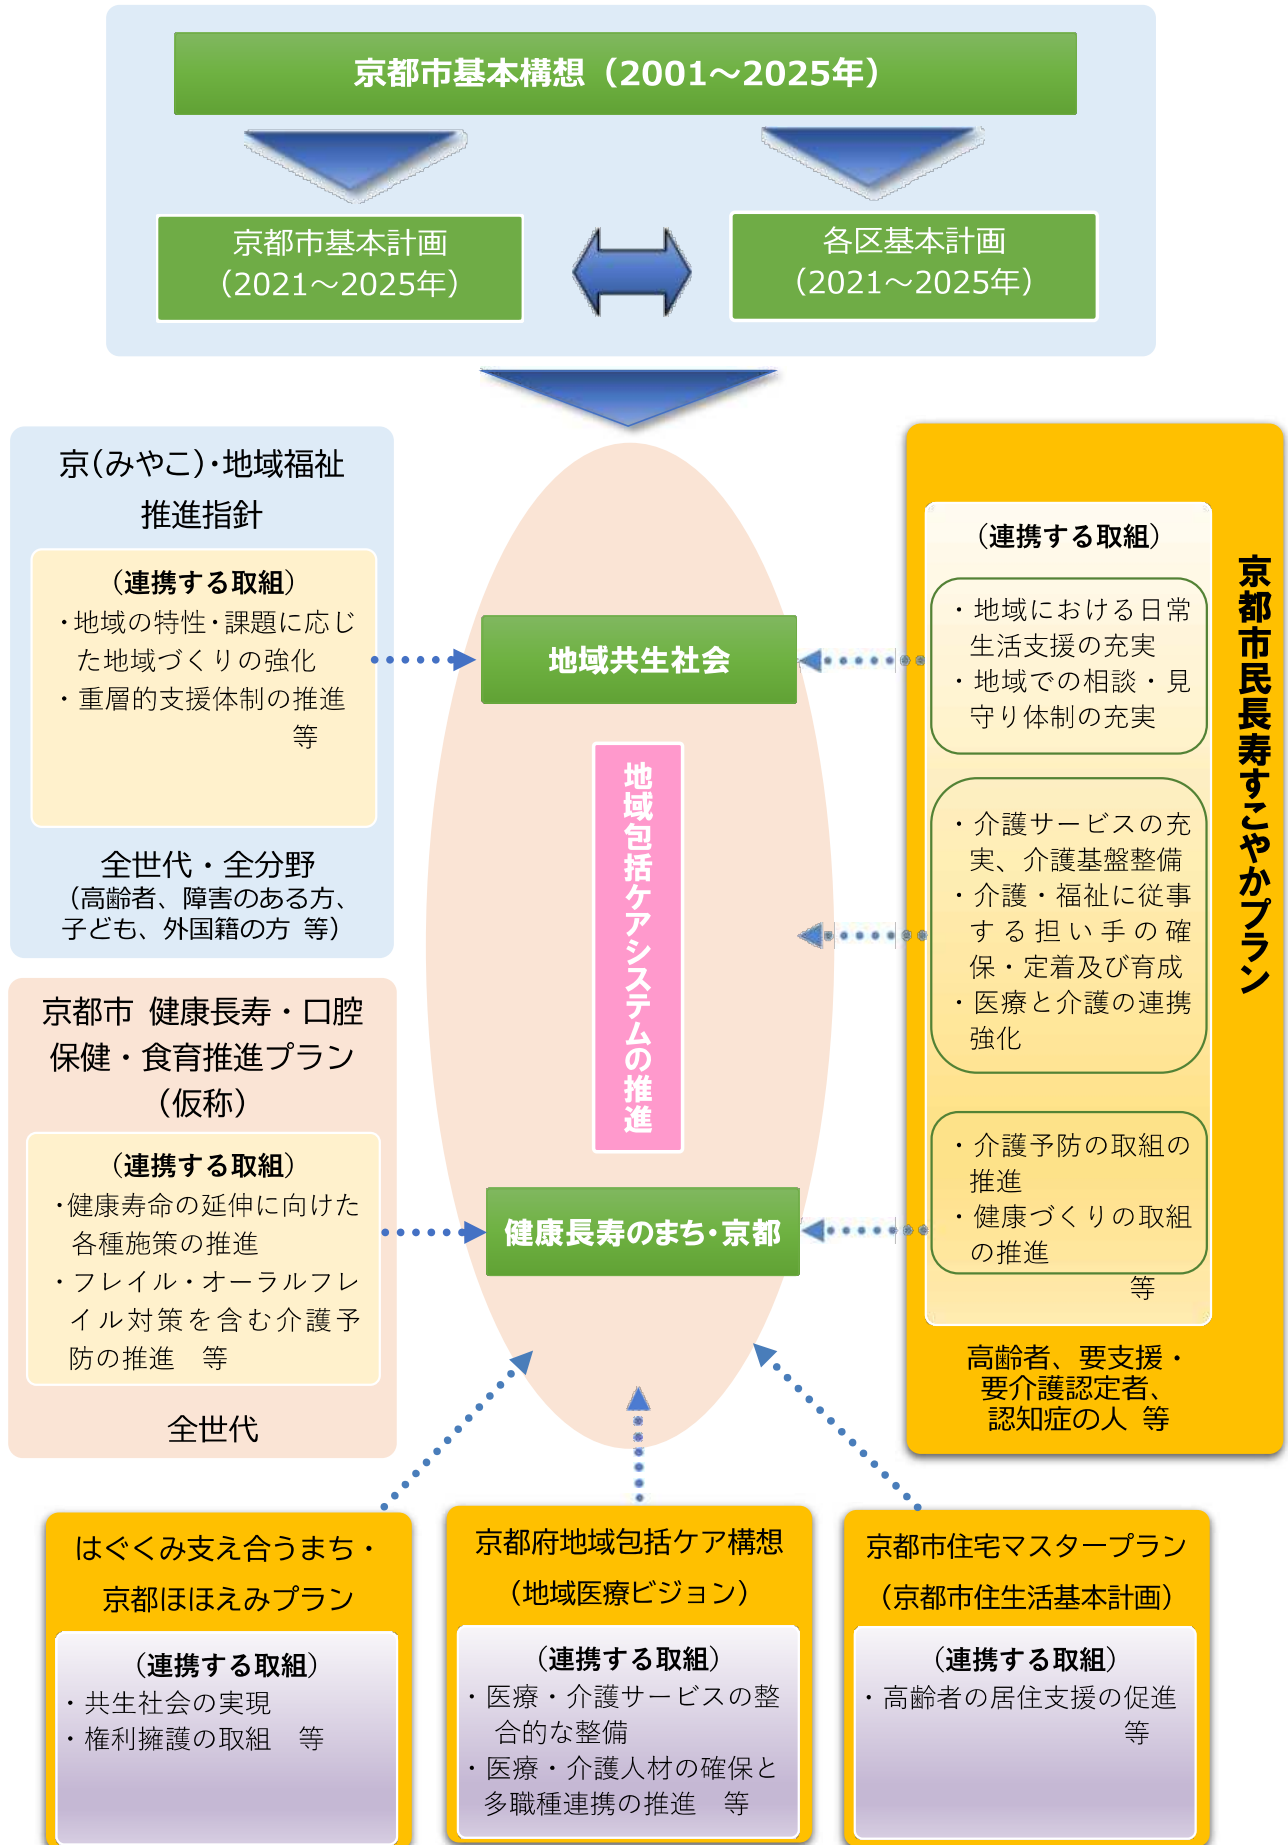 京都市基本構想（2001～2025年）
京都市基本計画
（2021～2025年）
各区基本計画
（2021～2025年）
京(みやこ)・地域福祉
推進指針
（連携する取組）
・地域の特性・課題に応じ
た地域づくりの強化
・重層的支援体制の推進
等
全世代・全分野
（高齢者、障害のある方、
子ども、外国籍の方 等）
京都市 健康長寿・口腔
保健・食育推進プラン
（仮称）
（連携する取組）
・健康寿命の延伸に向けた
各種施策の推進
・フレイル・オーラルフレ
イル対策を含む介護予
防の推進　等
全世代
地域共生社会
地域包括ケアシステムの推進
健康長寿のまち・京都
京都市民長寿すこやかプラン
（連携する取組）
・地域における日常
生活支援の充実
・地域での相談・見
守り体制の充実
・介護サービスの充
実、介護基盤整備
・介護・福祉に従事
する担い手の確
保・定着及び育成
・医療と介護の連携
強化
・介護予防の取組の
推進
・健康づくりの取組
の推進
等
高齢者、要支援・
要介護認定者、
認知症の人 等
はぐくみ支え合うまち・
京都ほほえみプラン
（連携する取組）
・共生社会の実現
・権利擁護の取組　等
京都府地域包括ケア構想
（地域医療ビジョン）
（連携する取組）
・医療・介護サービスの整
合的な整備
・医療・介護人材の確保と
多職種連携の推進　等
京都市住宅マスタープラン
（京都市住生活基本計画）
（連携する取組）
・高齢者の居住支援の促進
等